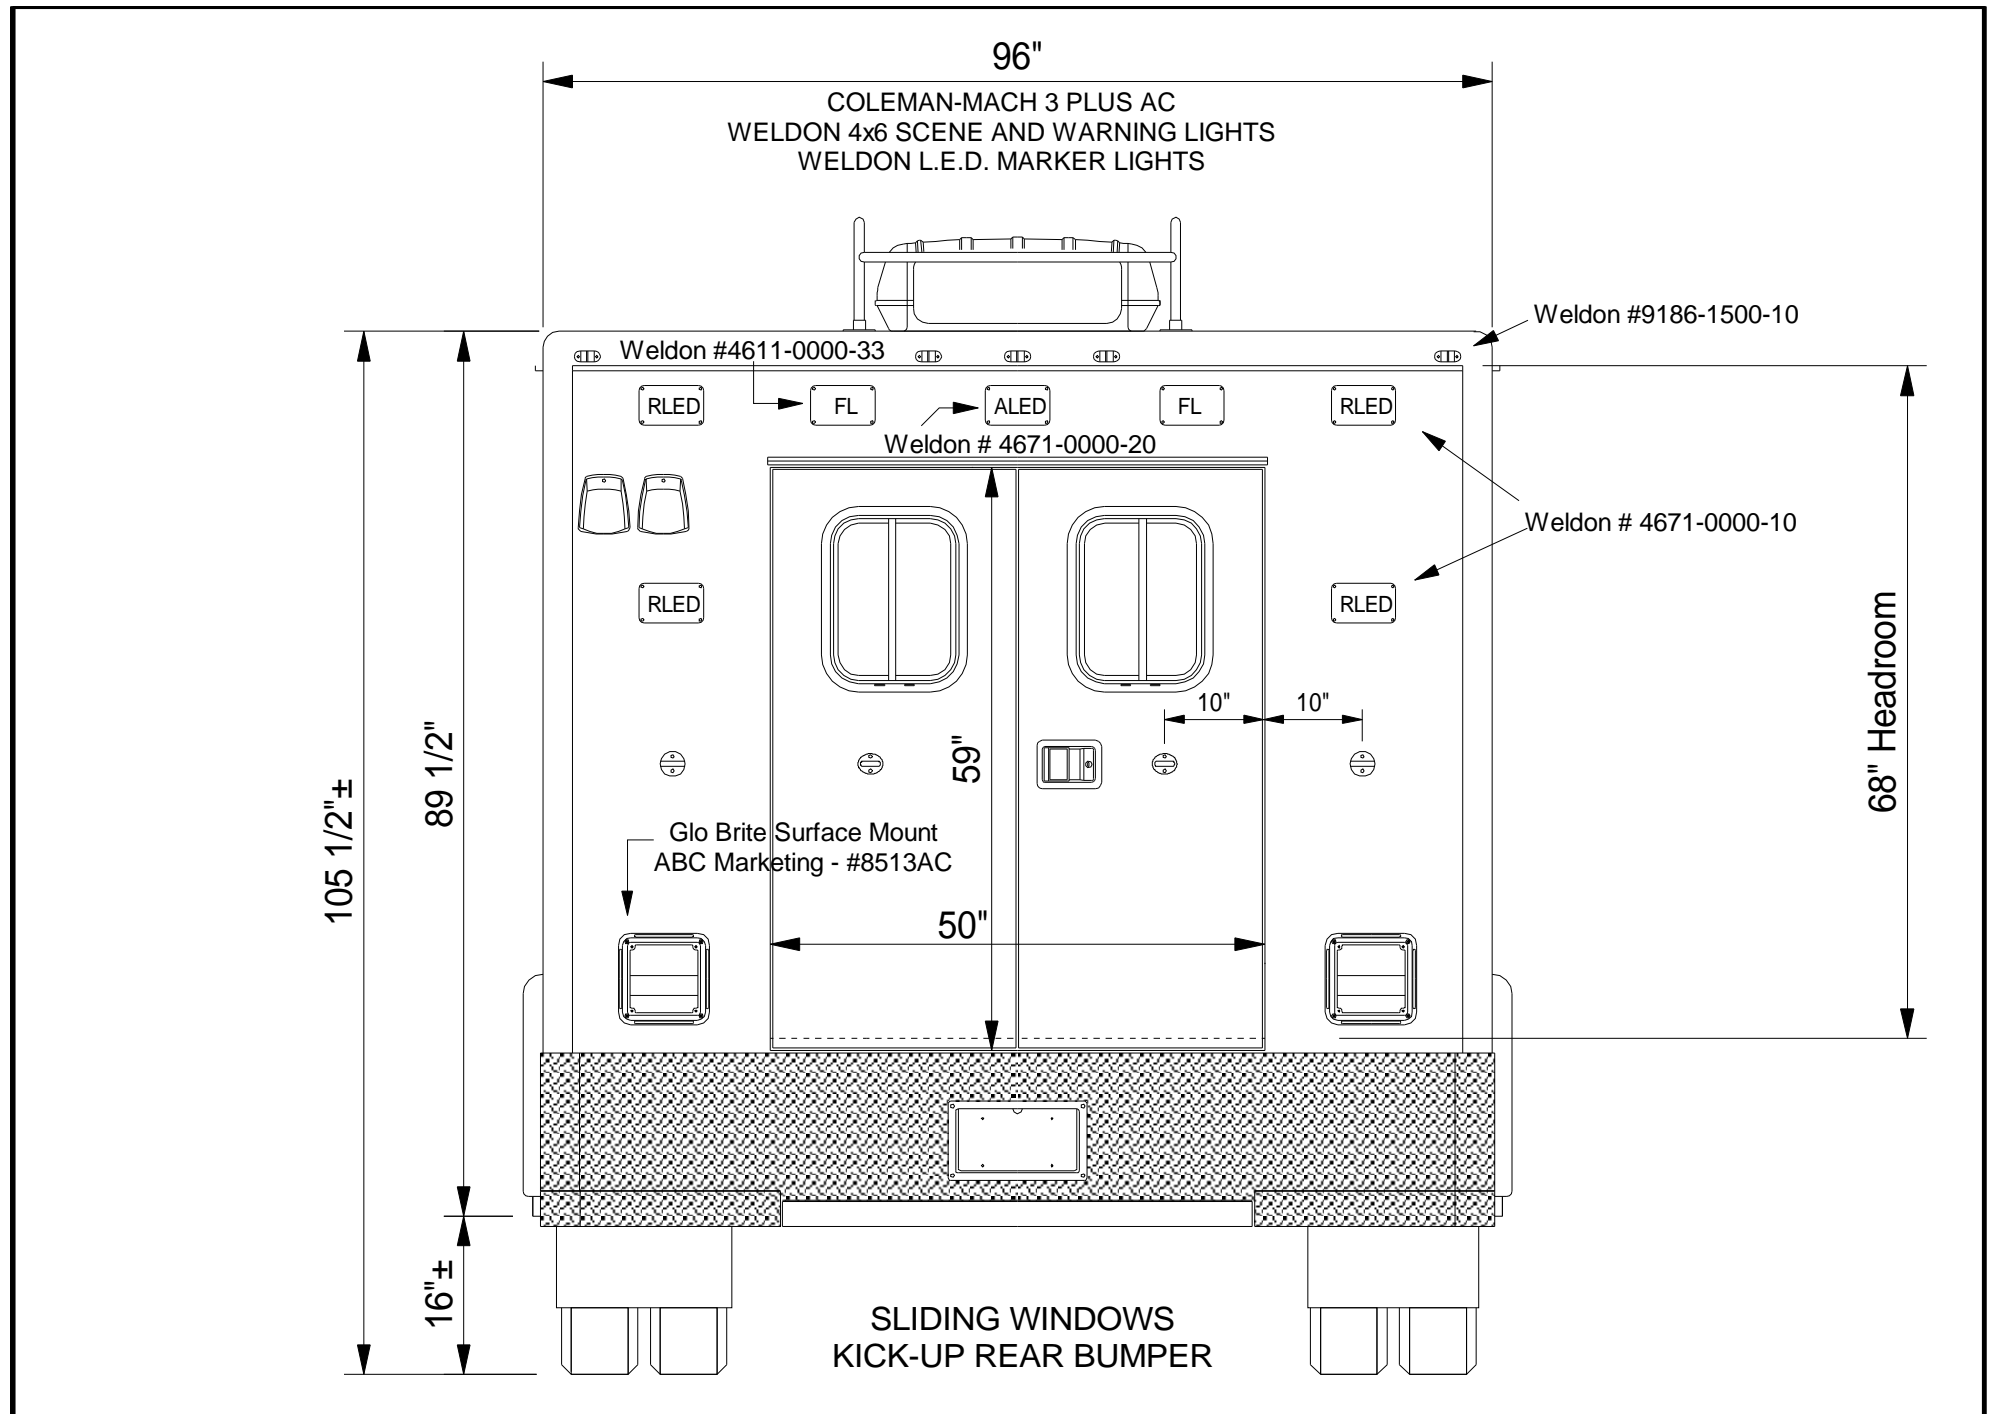 96"
COLEMAN-MACH 3 PLUS AC
WELDON 4x6 SCENE AND WARNING LIGHTS
WELDON L.E.D. MARKER LIGHTS
Weldon #9186-1500-10
Weldon #4611-0000-33
RLED
FL
ALED
FL
RLED
Weldon # 4671-0000-20
Weldon # 4671-0000-10
RLED
RLED
68" Headroom
10"
10"
59"
89 1/2"
105 1/2"±
Glo Brite Surface Mount
ABC Marketing - #8513AC
50"
16"±
SLIDING WINDOWS
KICK-UP REAR BUMPER